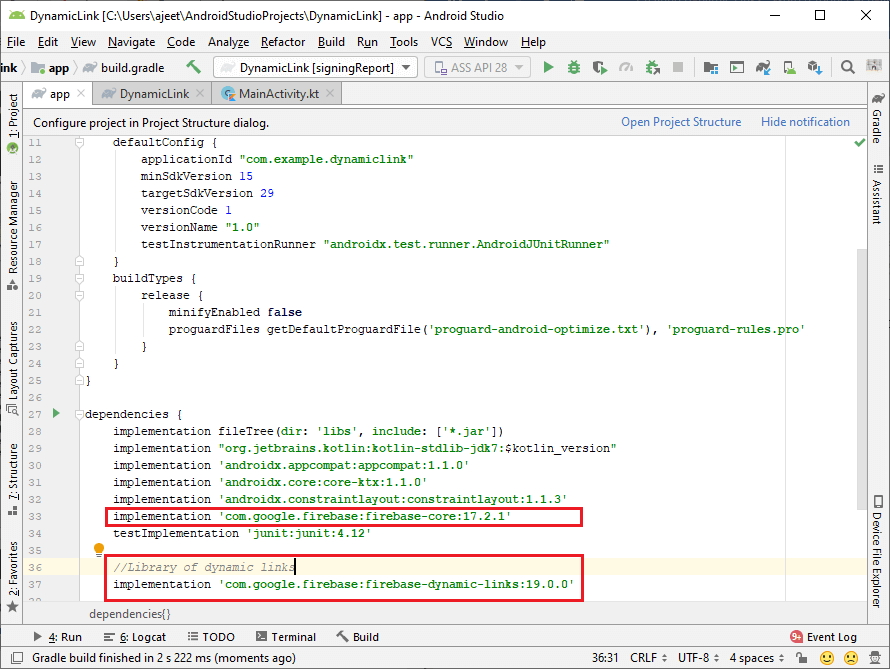 DynamicLink [C:\Users\ajeet\AndroidStudioProjects\DynamicLink] - app - Android Studio
File Edit View Navigate Code Analyze Refactor Build Run Tools VCS Window Help
ink app build.gradle DynamicLink [signingReport] ASS API 28
app DynamicLink MainActivity.kt
Configure project in Project Structure dialog. Open Project Structure Hide notification
11 defaultConfig {
12 applicationId "com.example.dynamiclink"
13 minSdkVersion 15
14 targetSdkVersion 29
15 versionCode 1
16 versionName "1.0"
17 testInstrumentationRunner "androidx.test.runner.AndroidJUnitRunner"
18 }
19 buildTypes {
20 release {
21 minifyEnabled false
22 proguardFiles getDefaultProguardFile('proguard-android-optimize.txt'), 'proguard-rules.pro'
23 }
24 }
25 }
26
27 dependencies {
28 implementation fileTree(dir: 'libs', include: ['*.jar'])
29 implementation "org.jetbrains.kotlin:kotlin-stdlib-jdk7:$kotlin_version"
30 implementation 'androidx.appcompat:appcompat:1.1.0'
31 implementation 'androidx.core:core-ktx:1.1.0'
32 implementation 'androidx.constraintlayout:constraintlayout:1.1.3'
33 implementation 'com.google.firebase:firebase-core:17.2.1'
34 testImplementation 'junit:junit:4.12'
35
36 //Library of dynamic links
37 implementation 'com.google.firebase:firebase-dynamic-links:19.0.0'
dependencies{}
1: Project
Resource Manager
Layout Captures
7: Structure
2: Favorites
Gradle
Assistant
Device File Explorer
4: Run 6: Logcat TODO Terminal Build 9+ Event Log
Gradle build finished in 2 s 222 ms (moments ago) 36:31 CRLF UTF-8 4 spaces